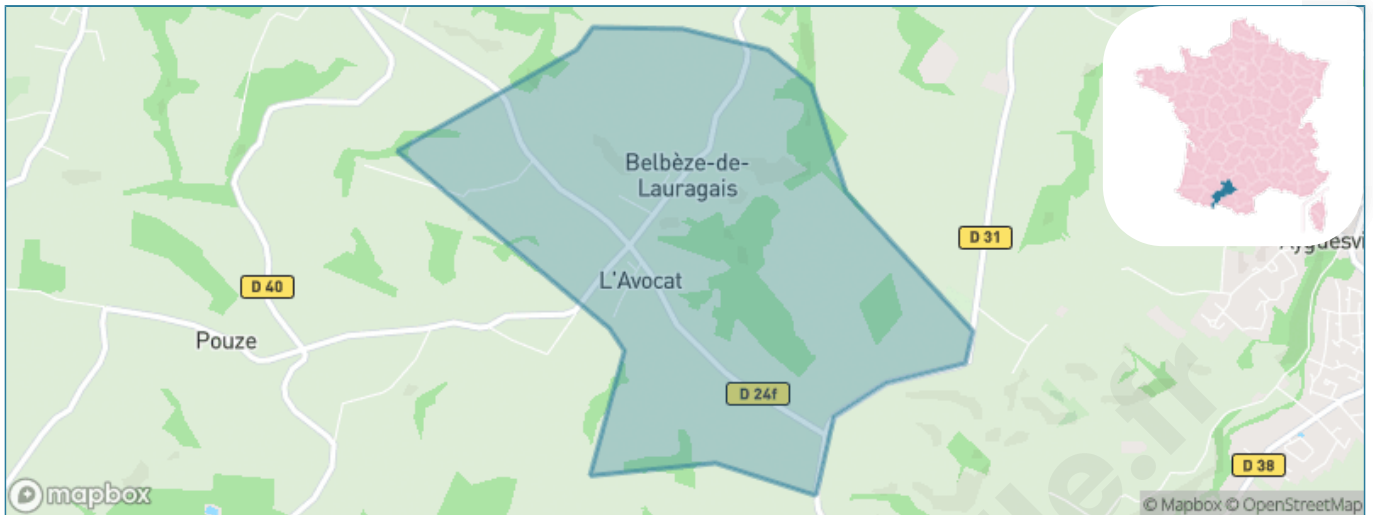 Belbèze-de-
Lauragais
D 31
L'Avocat
D 40
Pouze
D 24f
D 38
mapbox
© Mapbox © OpenStreetMap